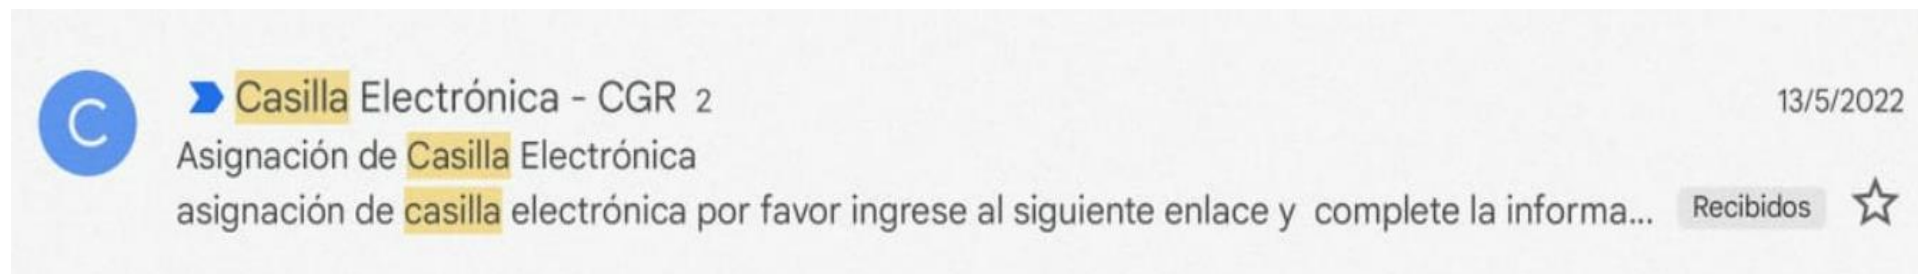 C
Casilla Electrónica - CGR 2
13/5/2022
Asignación de Casilla Electrónica
asignación de casilla electrónica por favor ingrese al siguiente enlace y complete la informa...
Recibidos